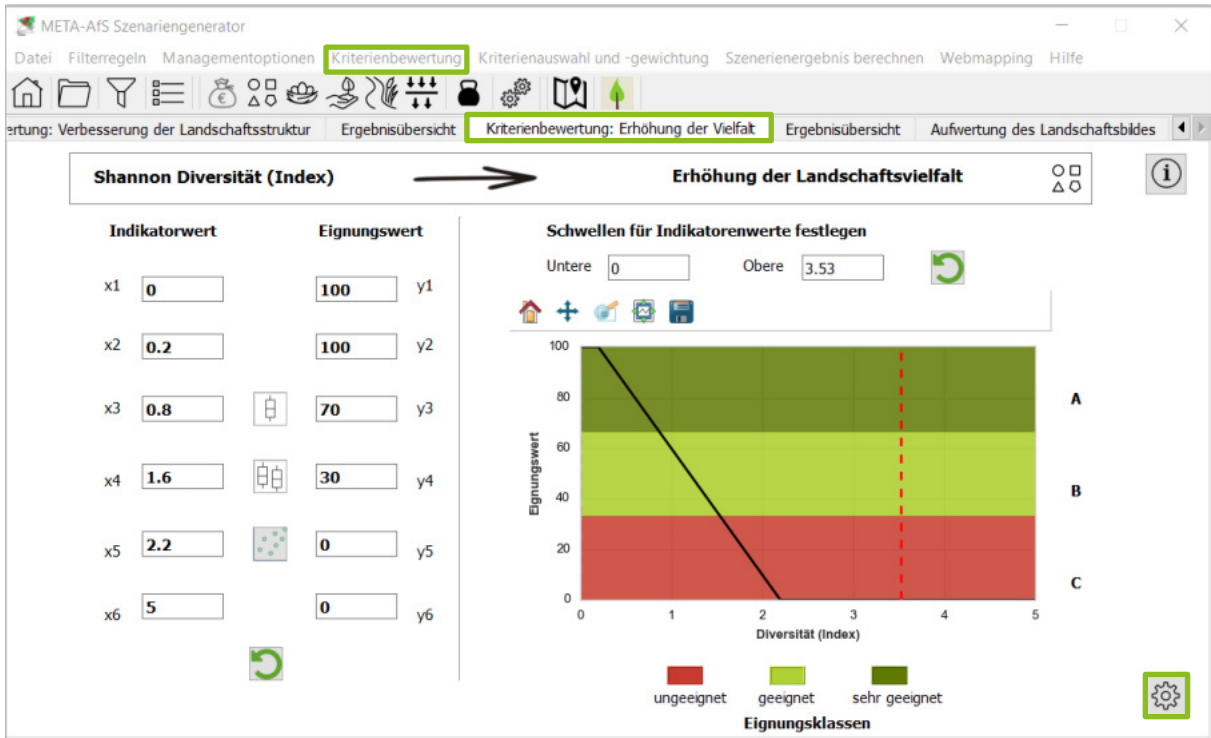 META-AfS Szenariengenerator
Datei Filterregeln Managementoptionen Kriterienbewertung Kriterienauswahl und -gewichtung Szenerienergebnis berechnen Webmapping Hilfe
ertung: Verbesserung der Landschaftsstruktur Ergebnisübersicht Kriterienbewertung: Erhöhung der Vielfalt Ergebnisübersicht Aufwertung des Landschaftsbildes
Shannon Diversität (Index) Erhöhung der Landschaftsvielfalt
Indikatorwert Eignungswert
x1 0 100 y1
x2 0.2 100 y2
x3 0.8 70 y3
x4 1.6 30 y4
x5 2.2 0 y5
x6 5 0 y6
Schwellen für Indikatorenwerte festlegen
Untere 0 Obere 3.53
100
80
60
40
20
0
Eignungswert
A
B
C
0 1 2 3 4 5
Diversität (Index)
ungeeignet geeignet sehr geeignet
Eignungsklassen